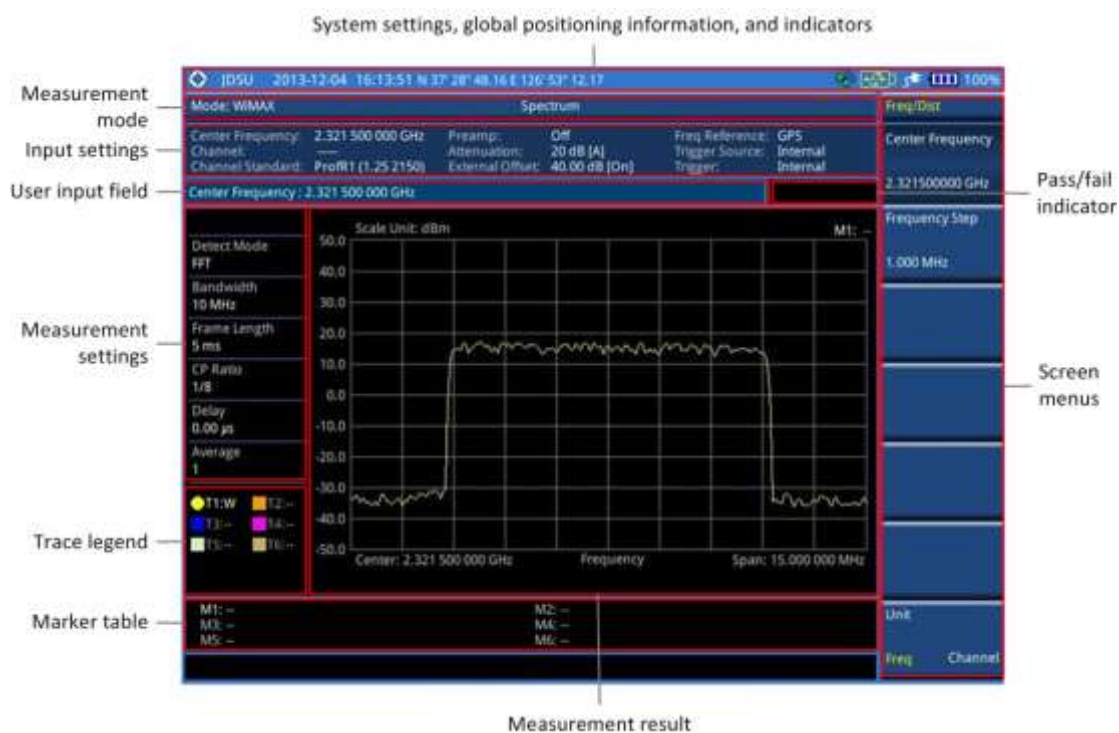 System settings, global positioning information, and indicators
JDSU 2013-12-04 16:13:51 N 37° 28' 48.16 E 126° 53' 12.17 100%
Measurement mode
Mode: WiMAX Spectrum Freq/Dist
Input settings
Center Frequency: 2.321 500 000 GHz Preamp: Off Freq Reference: GPS
Channel: ---- Attenuation: 20 dB [A] Trigger Source: Internal
Channel Standard: ProfR1 (1.25 2150) External Offset: 40.00 dB [On] Trigger: Internal
Center Frequency
2.321500000 GHz
User input field
Center Frequency : 2.321 500 000 GHz
Pass/fail
indicator
Frequency Step
1.000 MHz
Measurement
settings
Detect Mode
FFT
Bandwidth
10 MHz
Frame Length
5 ms
CP Ratio
1/8
Delay
0.00 μs
Average
1
Scale Unit: dBm M1: --
50.0
40.0
30.0
20.0
10.0
0.0
-10.0
-20.0
-30.0
-40.0
-50.0
Center: 2.321 500 000 GHz Frequency Span: 15.000 000 MHz
Screen
menus
Trace legend
T1:W T2:--
T3:-- T4:--
T5:-- T6:--
Marker table
M1: -- M2: --
M3: -- M4: --
M5: -- M6: --
Unit
Freq Channel
Measurement result